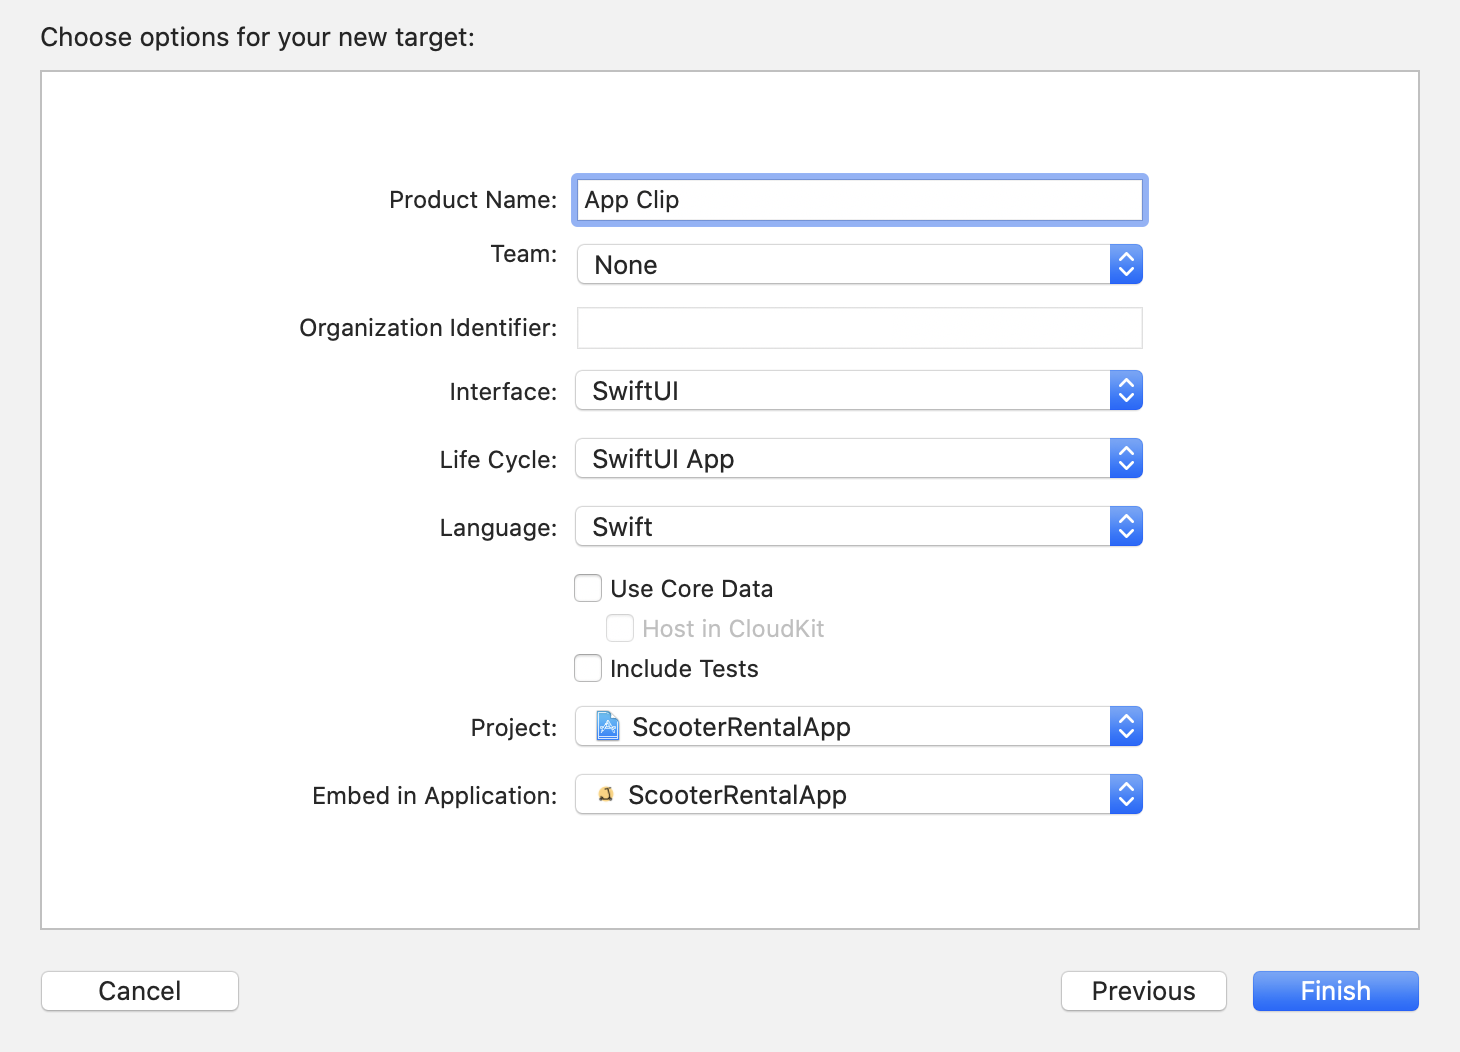 Choose options for your new target:
Product Name: App Clip
Team: None
Organization Identifier:
Interface: SwiftUI
Life Cycle: SwiftUI App
Language: Swift
Use Core Data
Host in CloudKit
Include Tests
Project: ScooterRentalApp
Embed in Application: ScooterRentalApp
Cancel Previous Finish